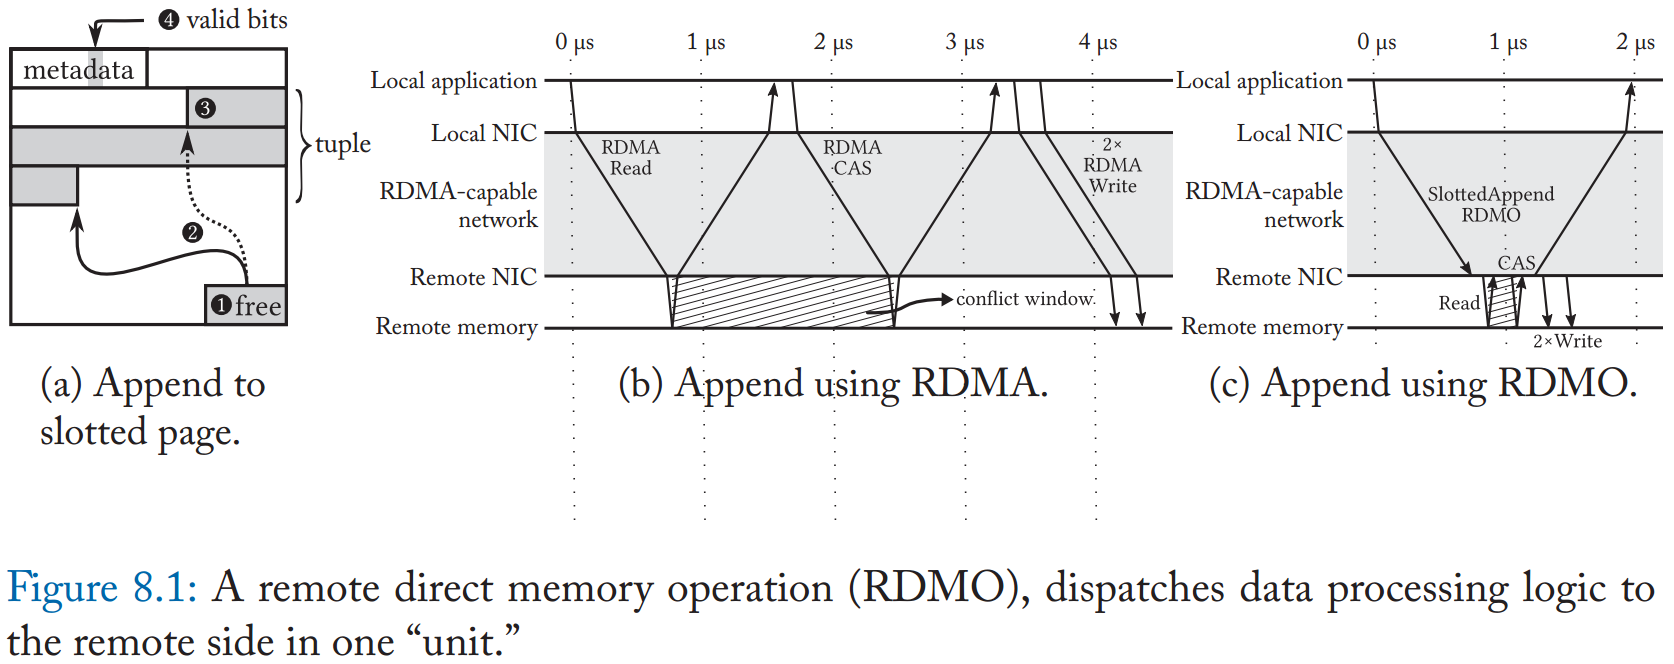 ❹ valid bits
metadata
❸
tuple
❷
❶ free
(a) Append to
slotted page.
0 μs 1 μs 2 μs 3 μs 4 μs
Local application
Local NIC
RDMA
Read
RDMA
CAS
2×
RDMA
Write
RDMA-capable
network
Remote NIC
conflict window
Remote memory
(b) Append using RDMA.
0 μs 1 μs 2 μs
Local application
Local NIC
RDMA-capable
network
SlottedAppend
RDMO
CAS
Remote NIC
Read
Remote memory
2×Write
(c) Append using RDMO.
Figure 8.1: A remote direct memory operation (RDMO), dispatches data processing logic to
the remote side in one “unit.”